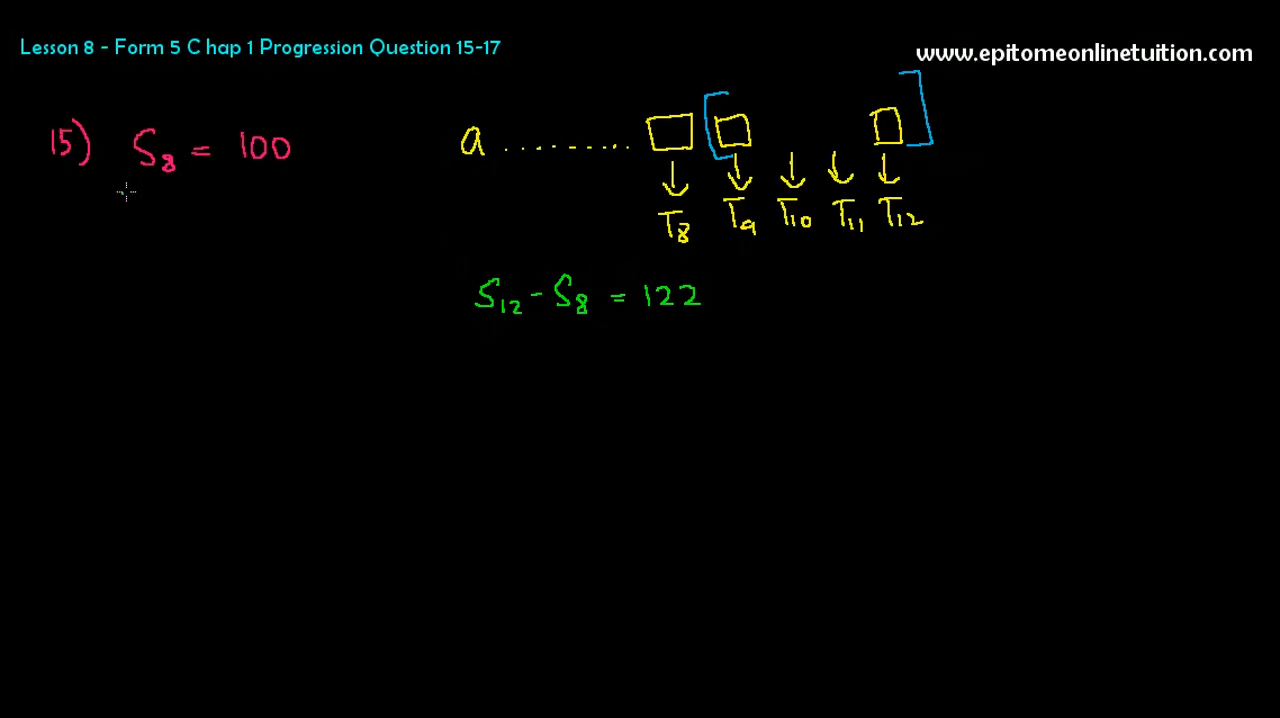 Lesson 8 - Form 5 C hap 1 Progression Question 15-17
www.epitomeonlinetuition.com
15) S₈ = 100
a .........
T₈ T₉ T₁₀ T₁₁ T₁₂
S₁₂ - S₈ = 122